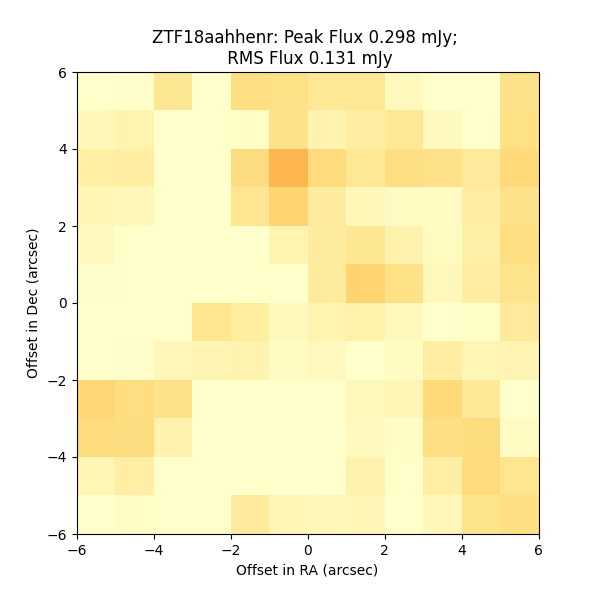 ZTF18aahhenr: Peak Flux 0.298 mJy;
RMS Flux 0.131 mJy
6
4
2
0
−2
−4
−6
Offset in Dec (arcsec)
−6 −4 −2 0 2 4 6
Offset in RA (arcsec)